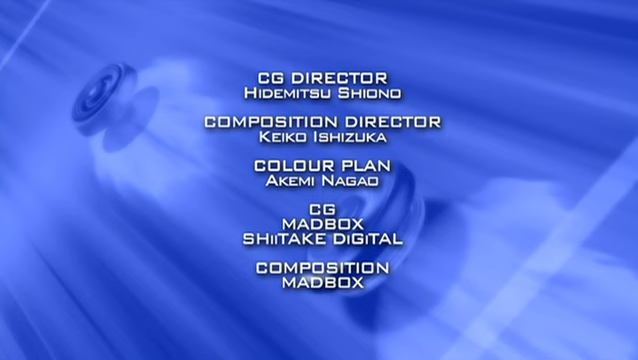 CG DIRECTOR
HIDEMITSU SHIONO
COMPOSITION DIRECTOR
KEIKO ISHIZUKA
COLOUR PLAN
AKEMI NAGAO
CG
MADBOX
SHiiTAKE DiGiTAL
COMPOSITION
MADBOX